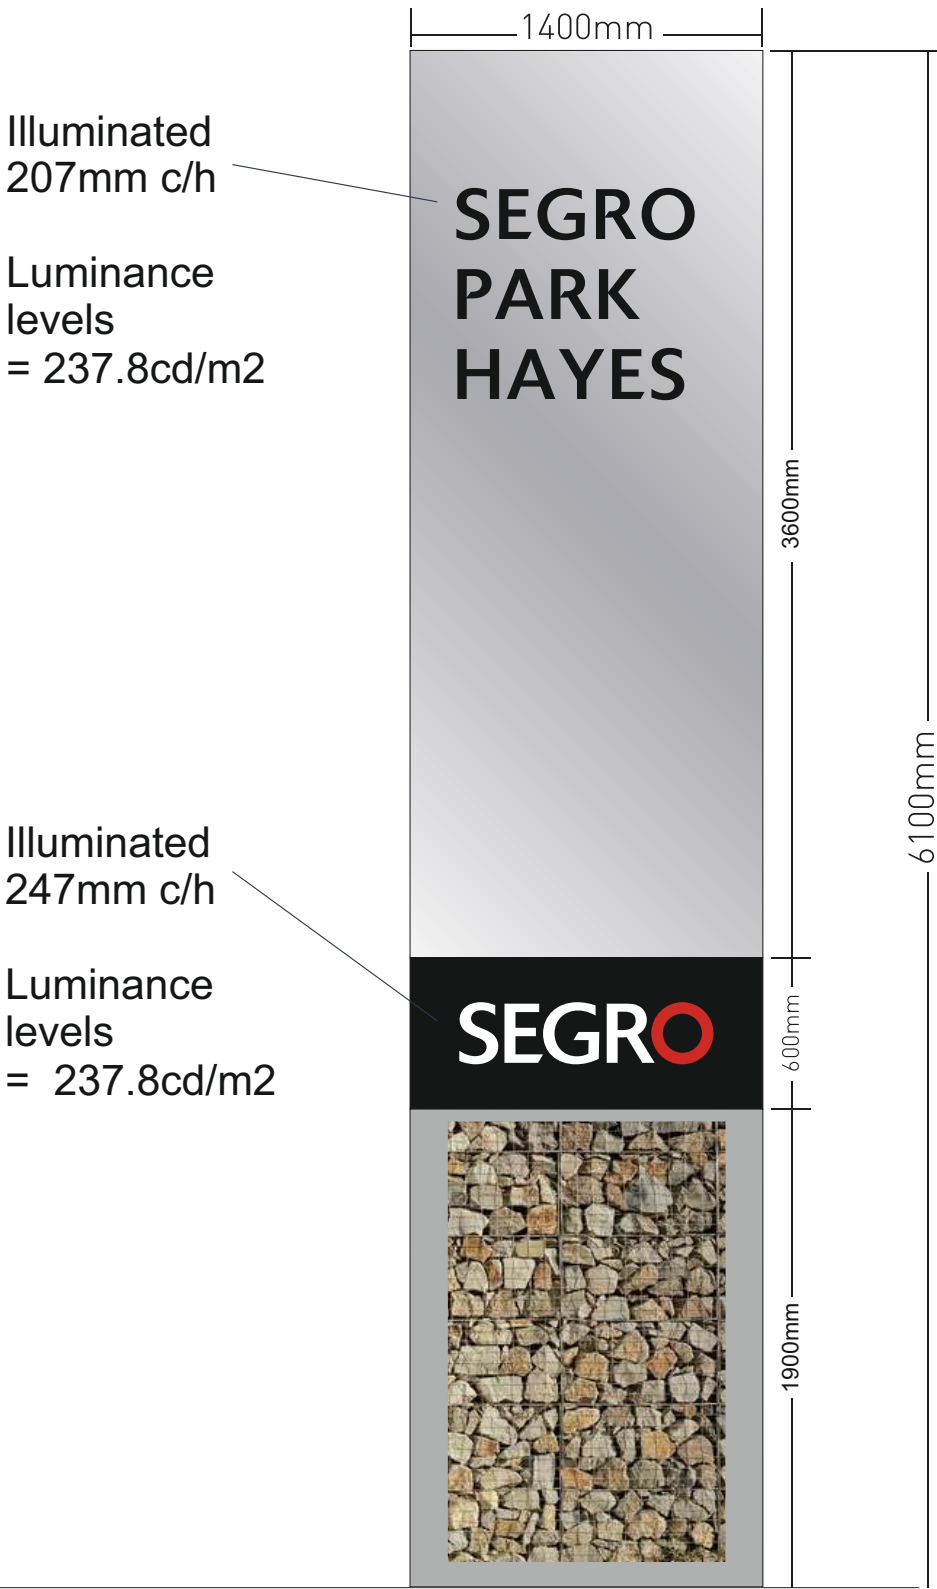 1400mm
Illuminated
207mm c/h
Luminance
levels
= 237.8cd/m2
SEGRO
PARK
HAYES
3600mm
6100mm
Illuminated
247mm c/h
Luminance
levels
= 237.8cd/m2
SEGRO
600mm
1900mm